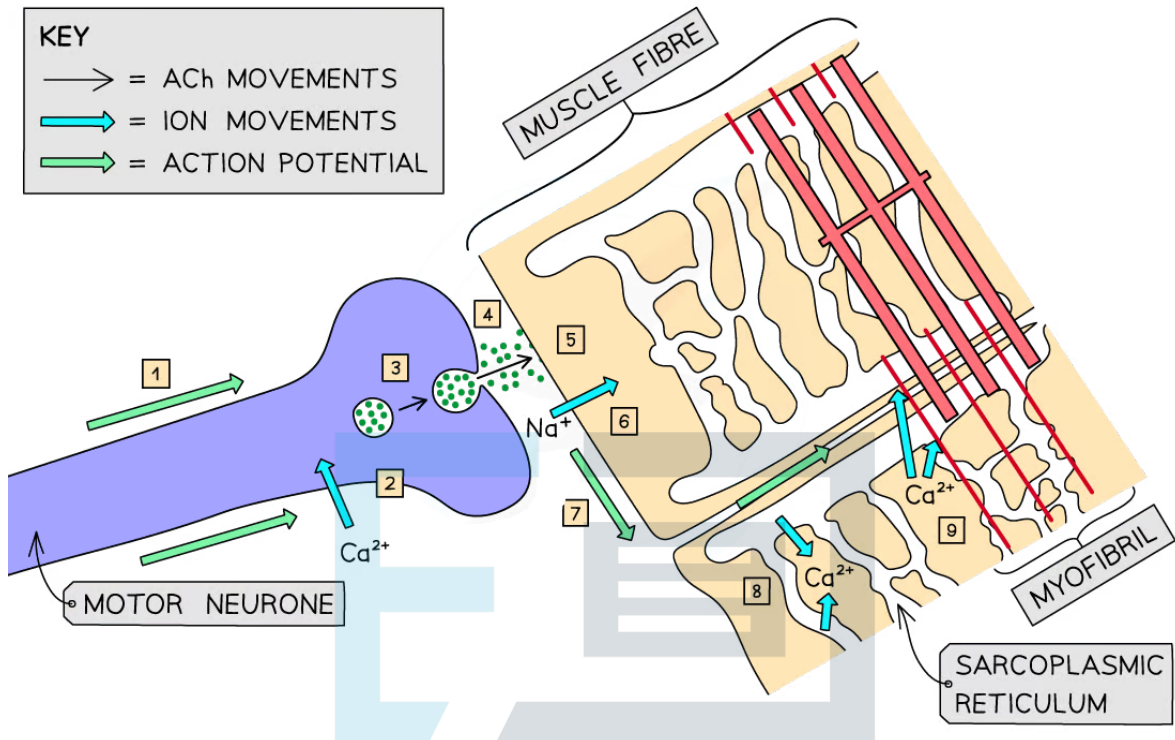 KEY
= ACh MOVEMENTS
= ION MOVEMENTS
= ACTION POTENTIAL
MUSCLE FIBRE
1
2
3
4
5
6
7
8
9
Na⁺
Ca²⁺
Ca²⁺
Ca²⁺
MOTOR NEURONE
MYOFIBRIL
SARCOPLASMIC
RETICULUM